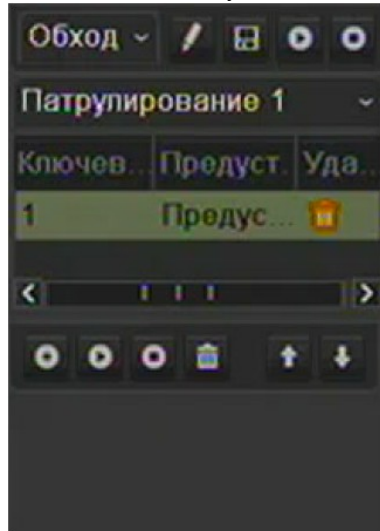 Обход
Патрулирование 1
Ключев... Предуст. Уда...
1 Предус...